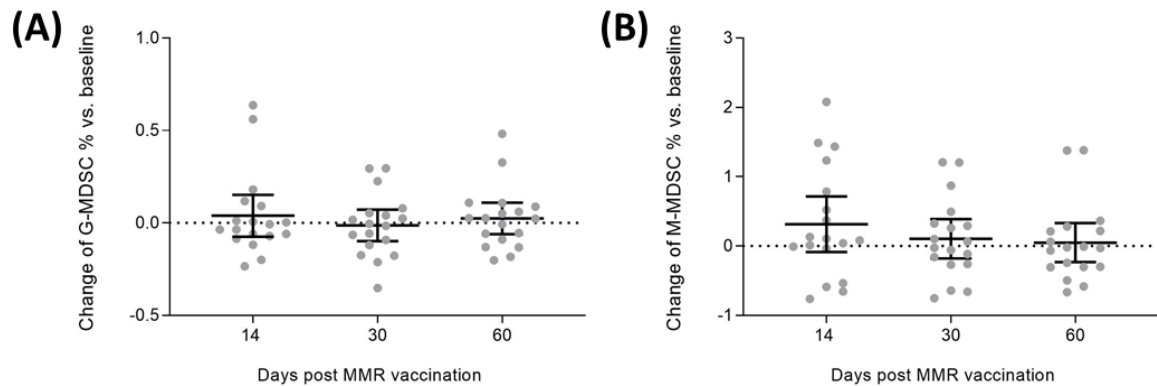 (A)
Change of G-MDSC % vs. baseline
1.0
0.5
0.0
-0.5
14
30
60
Days post MMR vaccination
(B)
Change of M-MDSC % vs. baseline
3
2
1
0
-1
14
30
60
Days post MMR vaccination